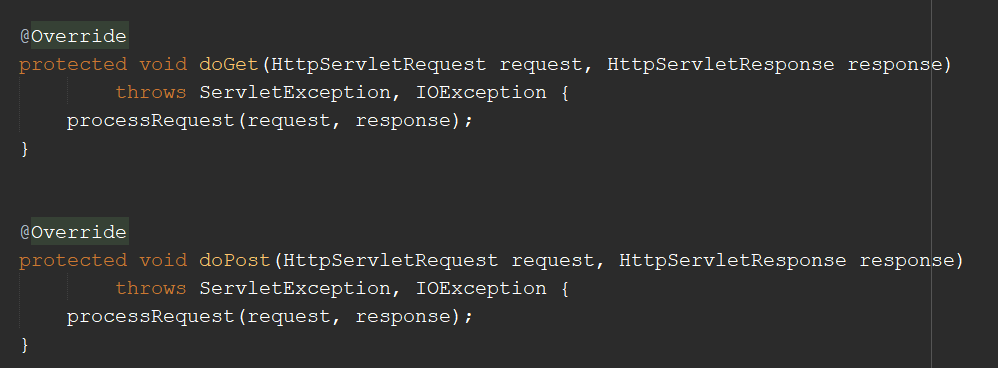 @Override
protected void doGet(HttpServletRequest request, HttpServletResponse response)
        throws ServletException, IOException {
    processRequest(request, response);
}
@Override
protected void doPost(HttpServletRequest request, HttpServletResponse response)
        throws ServletException, IOException {
    processRequest(request, response);
}